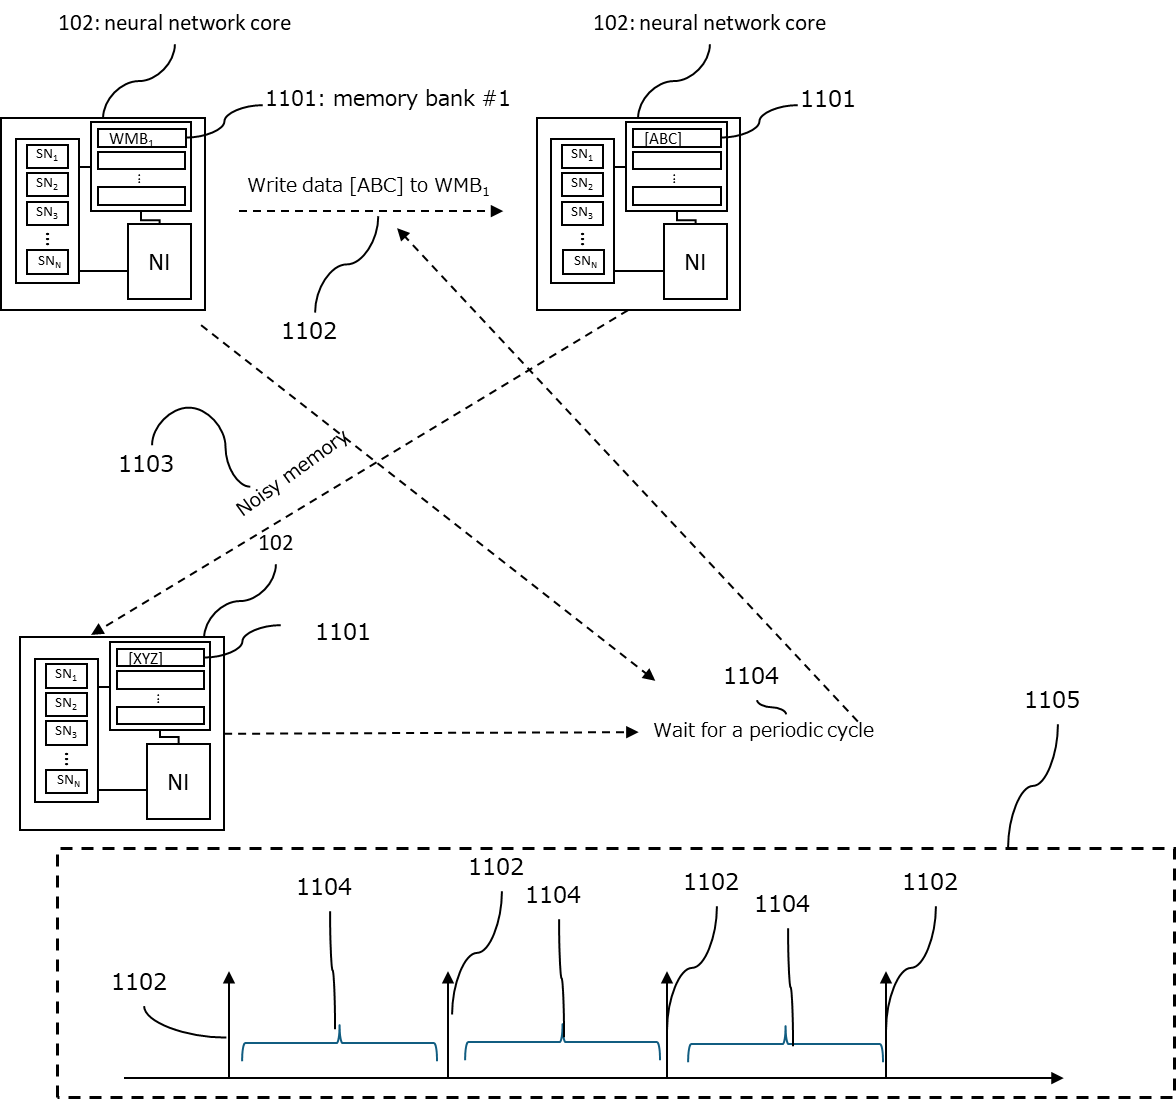 102: neural network core
102: neural network core
1101: memory bank #1
1101
WMB1
SN1
SN2
SN3
⋮
SNN
⋮
NI
Write data [ABC] to WMB1
1102
[ABC]
SN1
SN2
SN3
⋮
SNN
⋮
NI
1103
Noisy memory
102
1101
[XYZ]
SN1
SN2
SN3
⋮
SNN
⋮
NI
1104
Wait for a periodic cycle
1105
1102
1104
1102
1104
1102
1104
1102